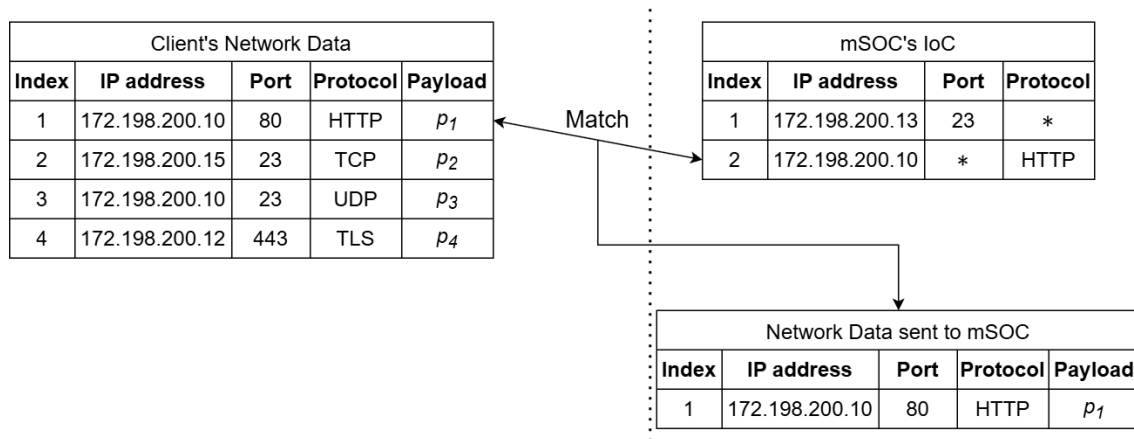 Client's Network Data
Index IP address Port Protocol Payload
1 172.198.200.10 80 HTTP p1
2 172.198.200.15 23 TCP p2
3 172.198.200.10 23 UDP p3
4 172.198.200.12 443 TLS p4
Match
mSOC's IoC
Index IP address Port Protocol
1 172.198.200.13 23 *
2 172.198.200.10 * HTTP
Network Data sent to mSOC
Index IP address Port Protocol Payload
1 172.198.200.10 80 HTTP p1